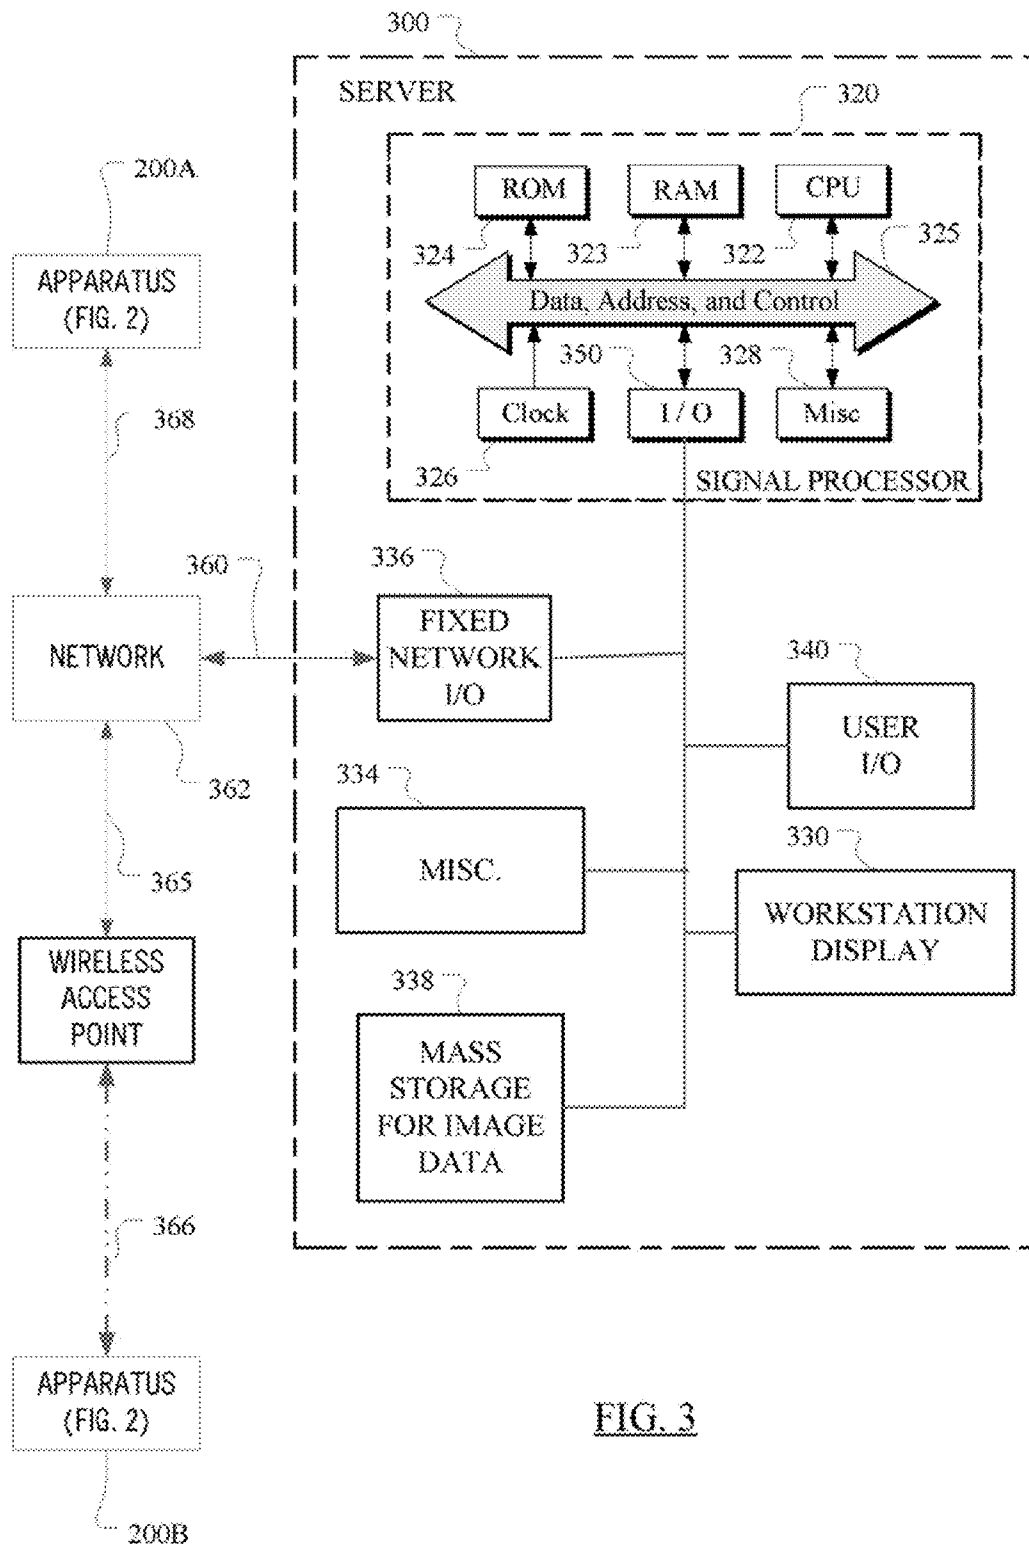 300
SERVER
320
200A
ROM
RAM
CPU
324
323
322
325
APPARATUS
(FIG. 2)
Data, Address, and Control
350
328
368
Clock
I / O
Misc
326
SIGNAL PROCESSOR
360
336
FIXED
NETWORK
I/O
NETWORK
340
USER
I/O
362
334
MISC.
330
365
WORKSTATION
DISPLAY
WIRELESS
ACCESS
POINT
338
MASS
STORAGE
FOR IMAGE
DATA
366
APPARATUS
(FIG. 2)
FIG. 3
200B